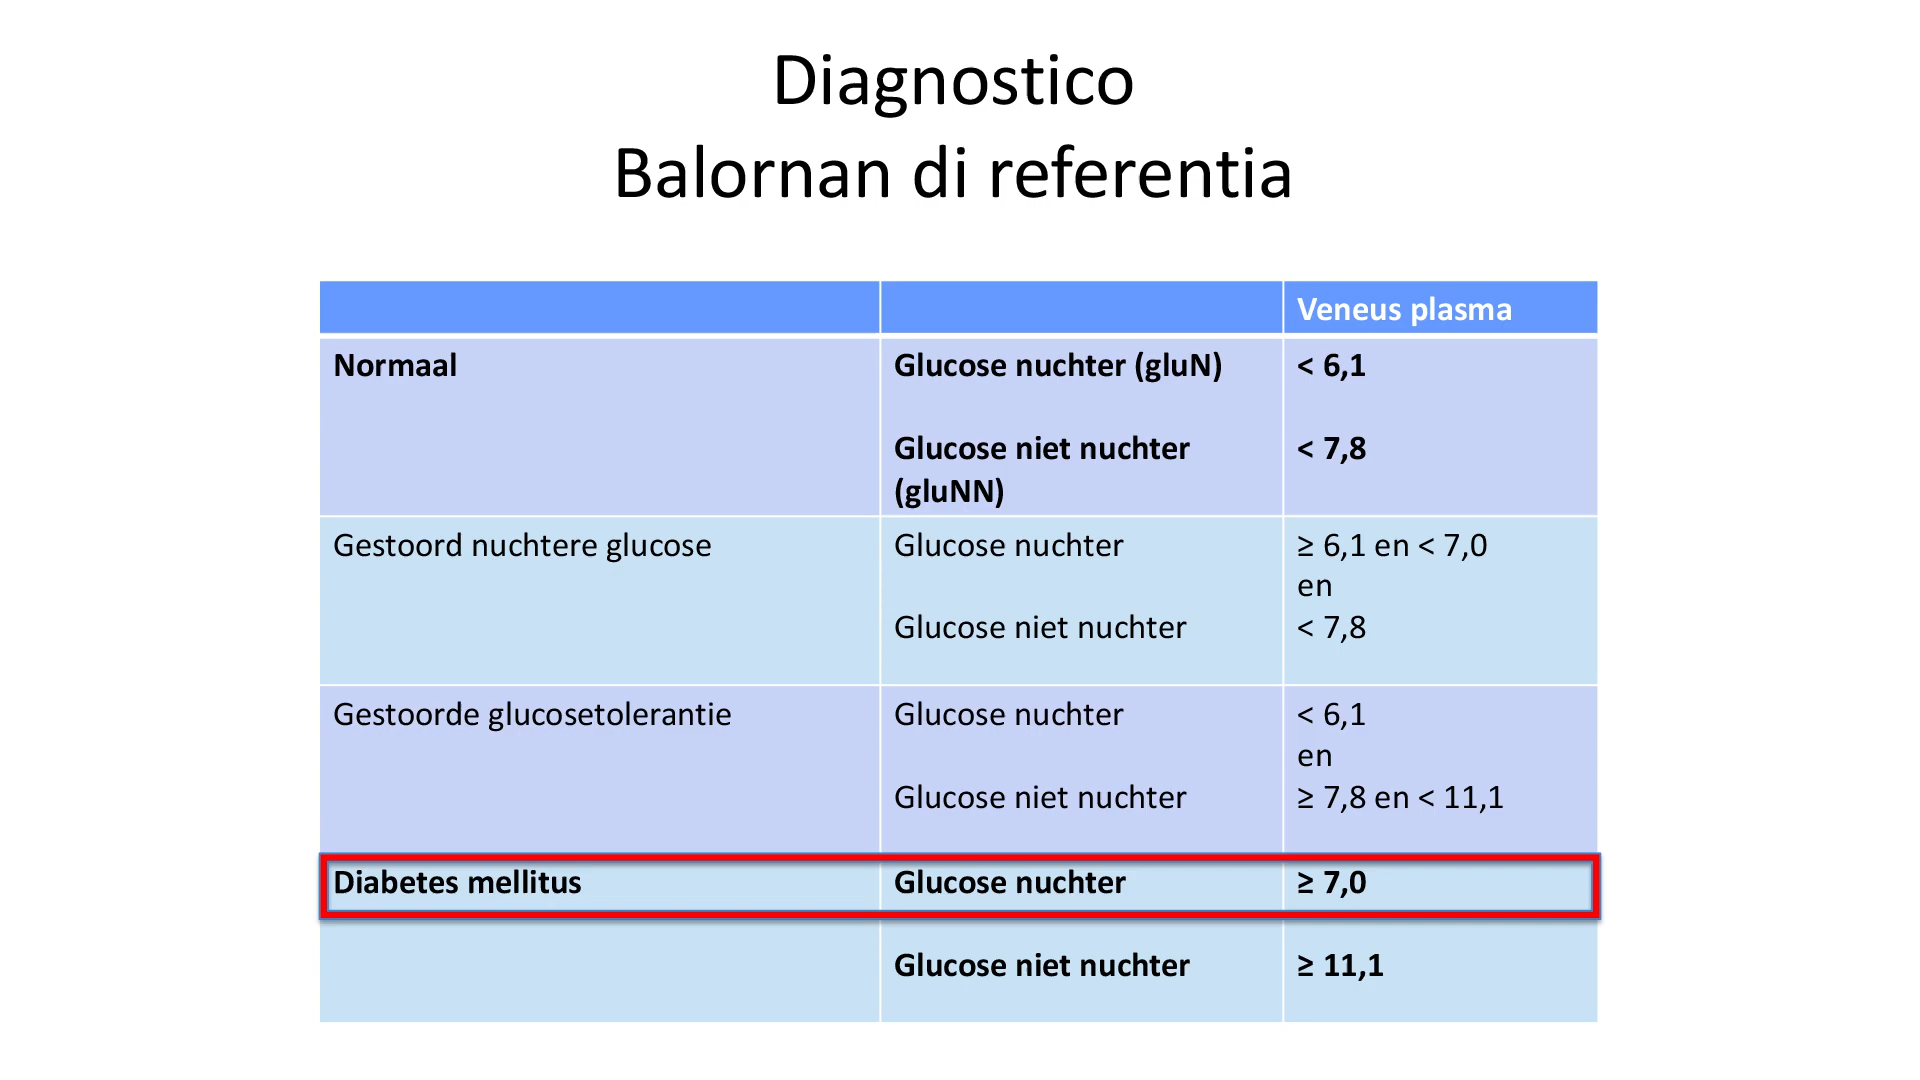 Diagnostico
Balornan di referentia
Veneus plasma
Normaal
Glucose nuchter (gluN)
< 6,1
Glucose niet nuchter
(gluNN)
< 7,8
Gestoord nuchtere glucose
Glucose nuchter
≥ 6,1 en < 7,0
en
Glucose niet nuchter
< 7,8
Gestoorde glucosetolerantie
Glucose nuchter
< 6,1
en
Glucose niet nuchter
≥ 7,8 en < 11,1
Diabetes mellitus
Glucose nuchter
≥ 7,0
Glucose niet nuchter
≥ 11,1